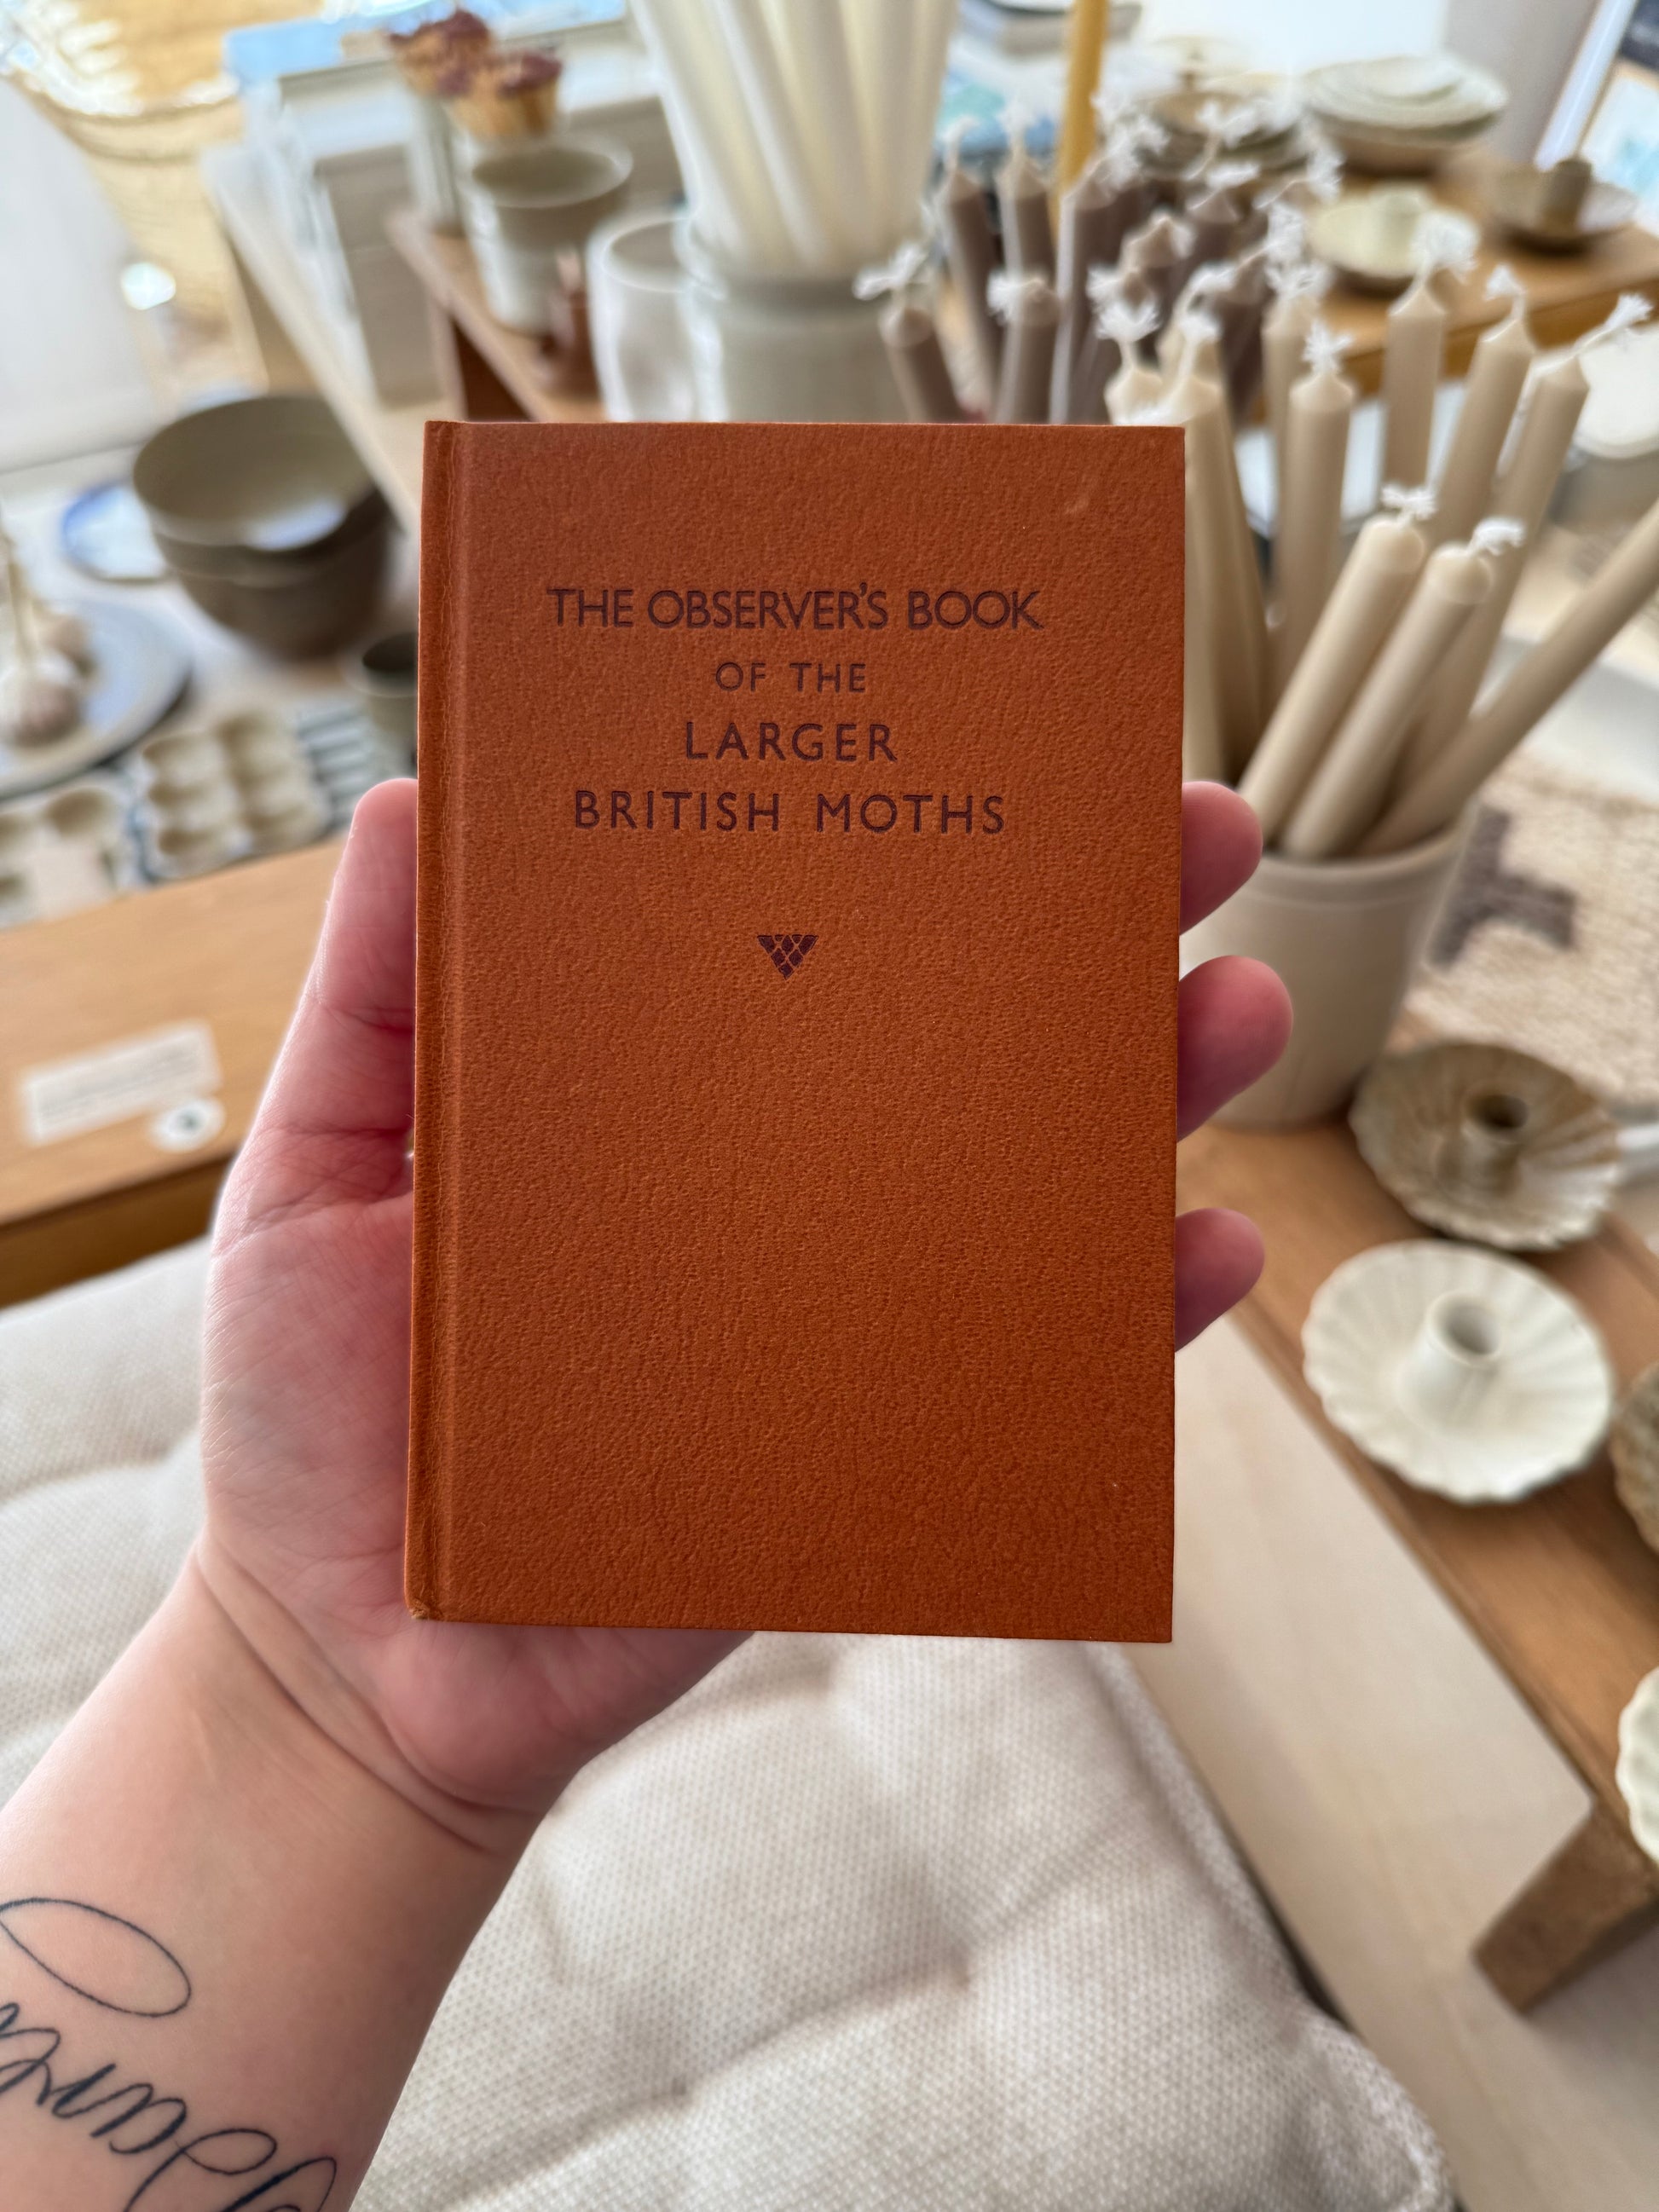 THE OBSERVER'S BOOK
OF THE
LARGER
BRITISH MOTHS